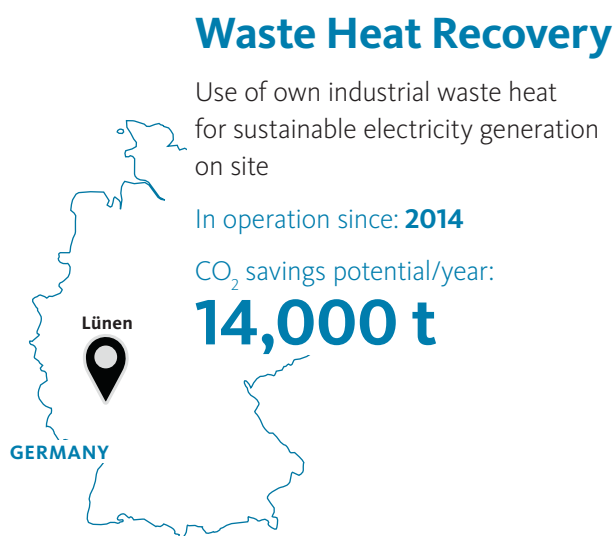 Waste Heat Recovery
Use of own industrial waste heat
for sustainable electricity generation
on site
In operation since: 2014
CO₂ savings potential/year:
14,000 t
Lünen
GERMANY